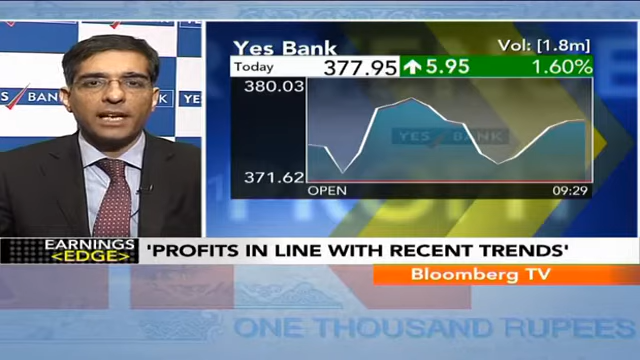 YES BANK YES
Yes Bank
Vol: [1.8m]
Today 377.95 5.95 1.60%
380.03
YES BANK
371.62
OPEN 09:29
EARNINGS
<EDGE>
'PROFITS IN LINE WITH RECENT TRENDS'
Bloomberg TV
ONE THOUSAND RUPEES